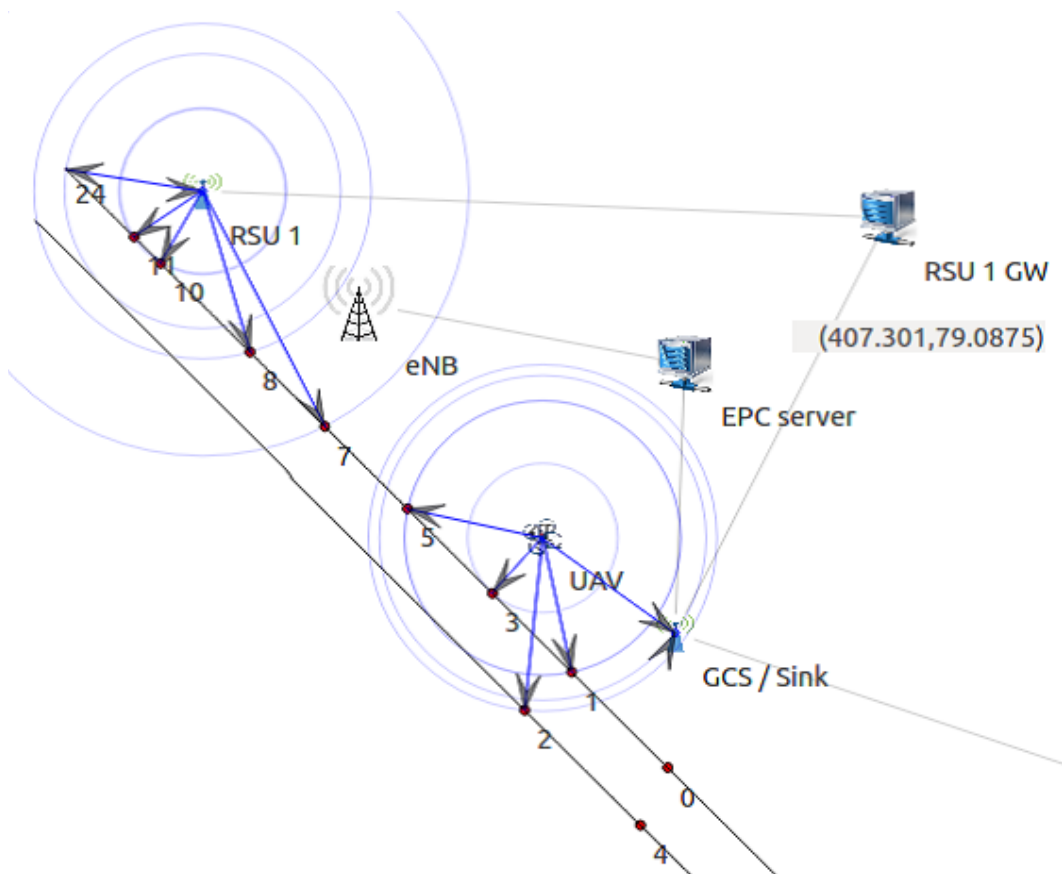 24
RSU 1
11
10
RSU 1 GW
(407.301,79.0875)
eNB
8
EPC server
7
5
UAV
3
GCS / Sink
1
2
0
4